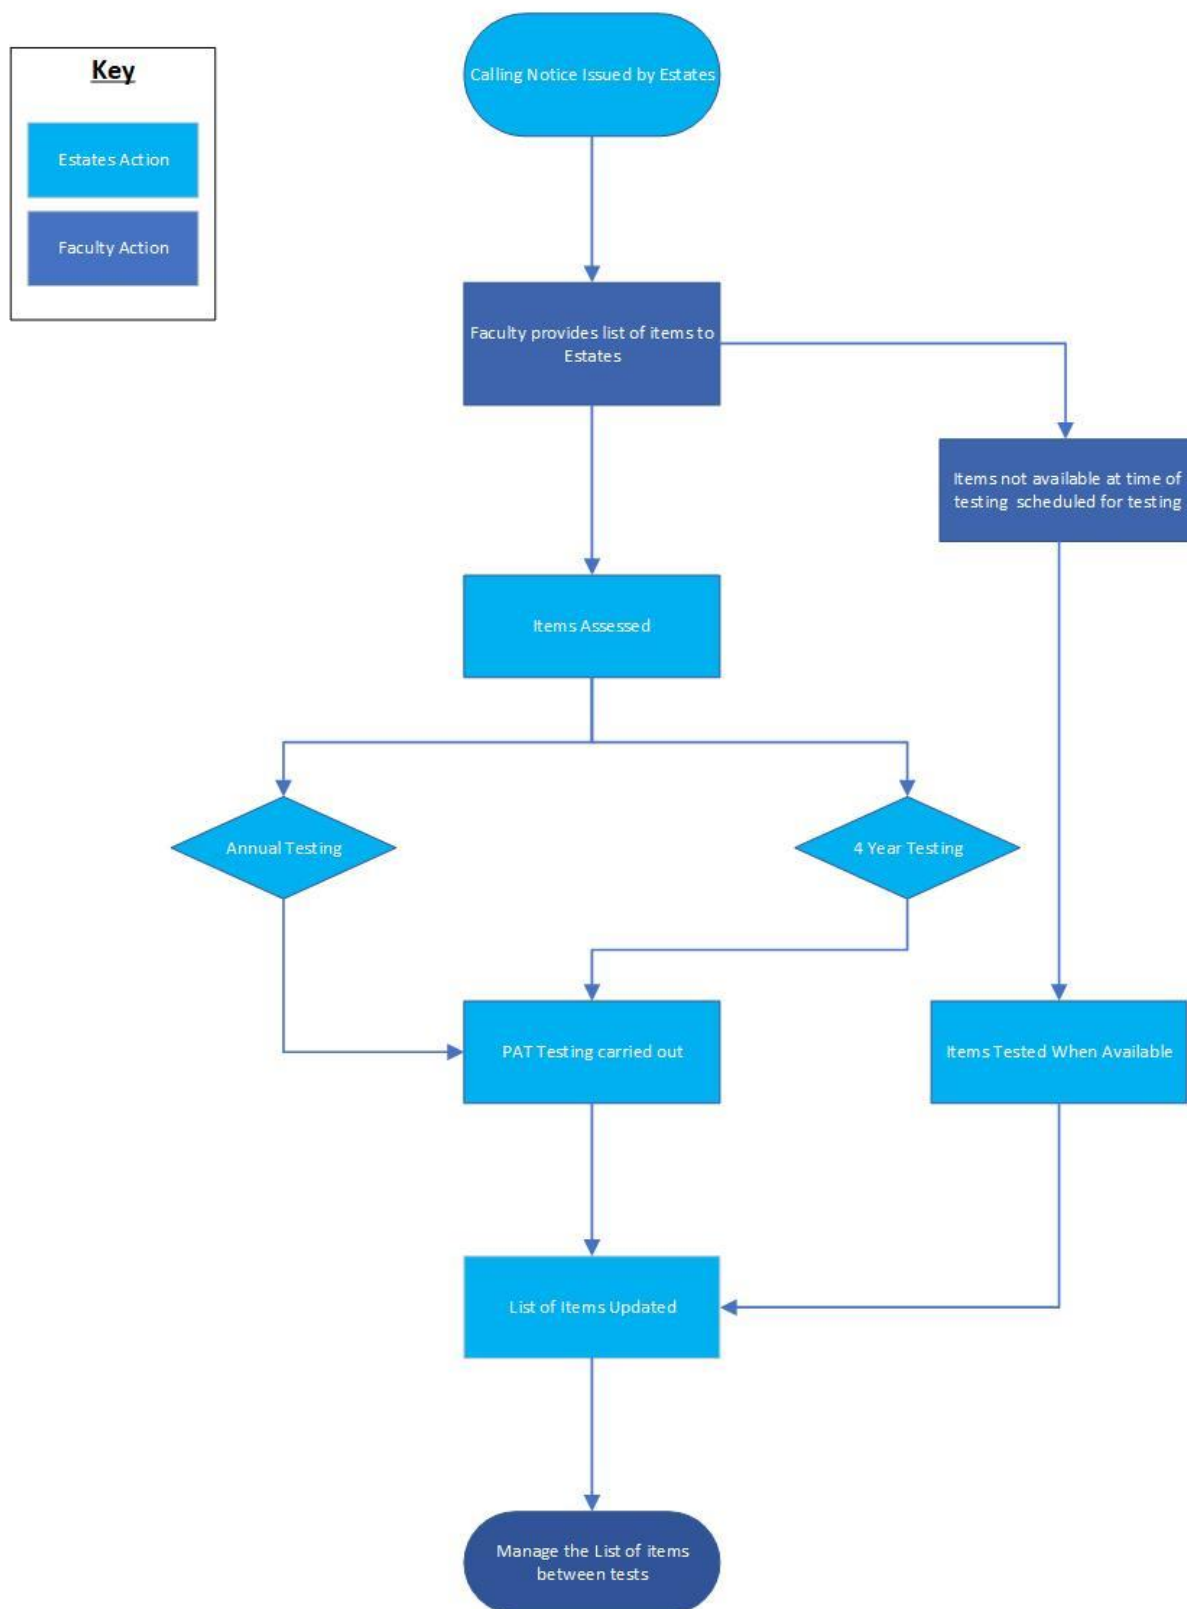 Key
Estates Action
Faculty Action
Calling Notice Issued by Estates
Faculty provides list of items to
Estates
Items not available at time of
testing scheduled for testing
Items Assessed
Annual Testing
4 Year Testing
PAT Testing carried out
Items Tested When Available
List of Items Updated
Manage the List of items
between tests